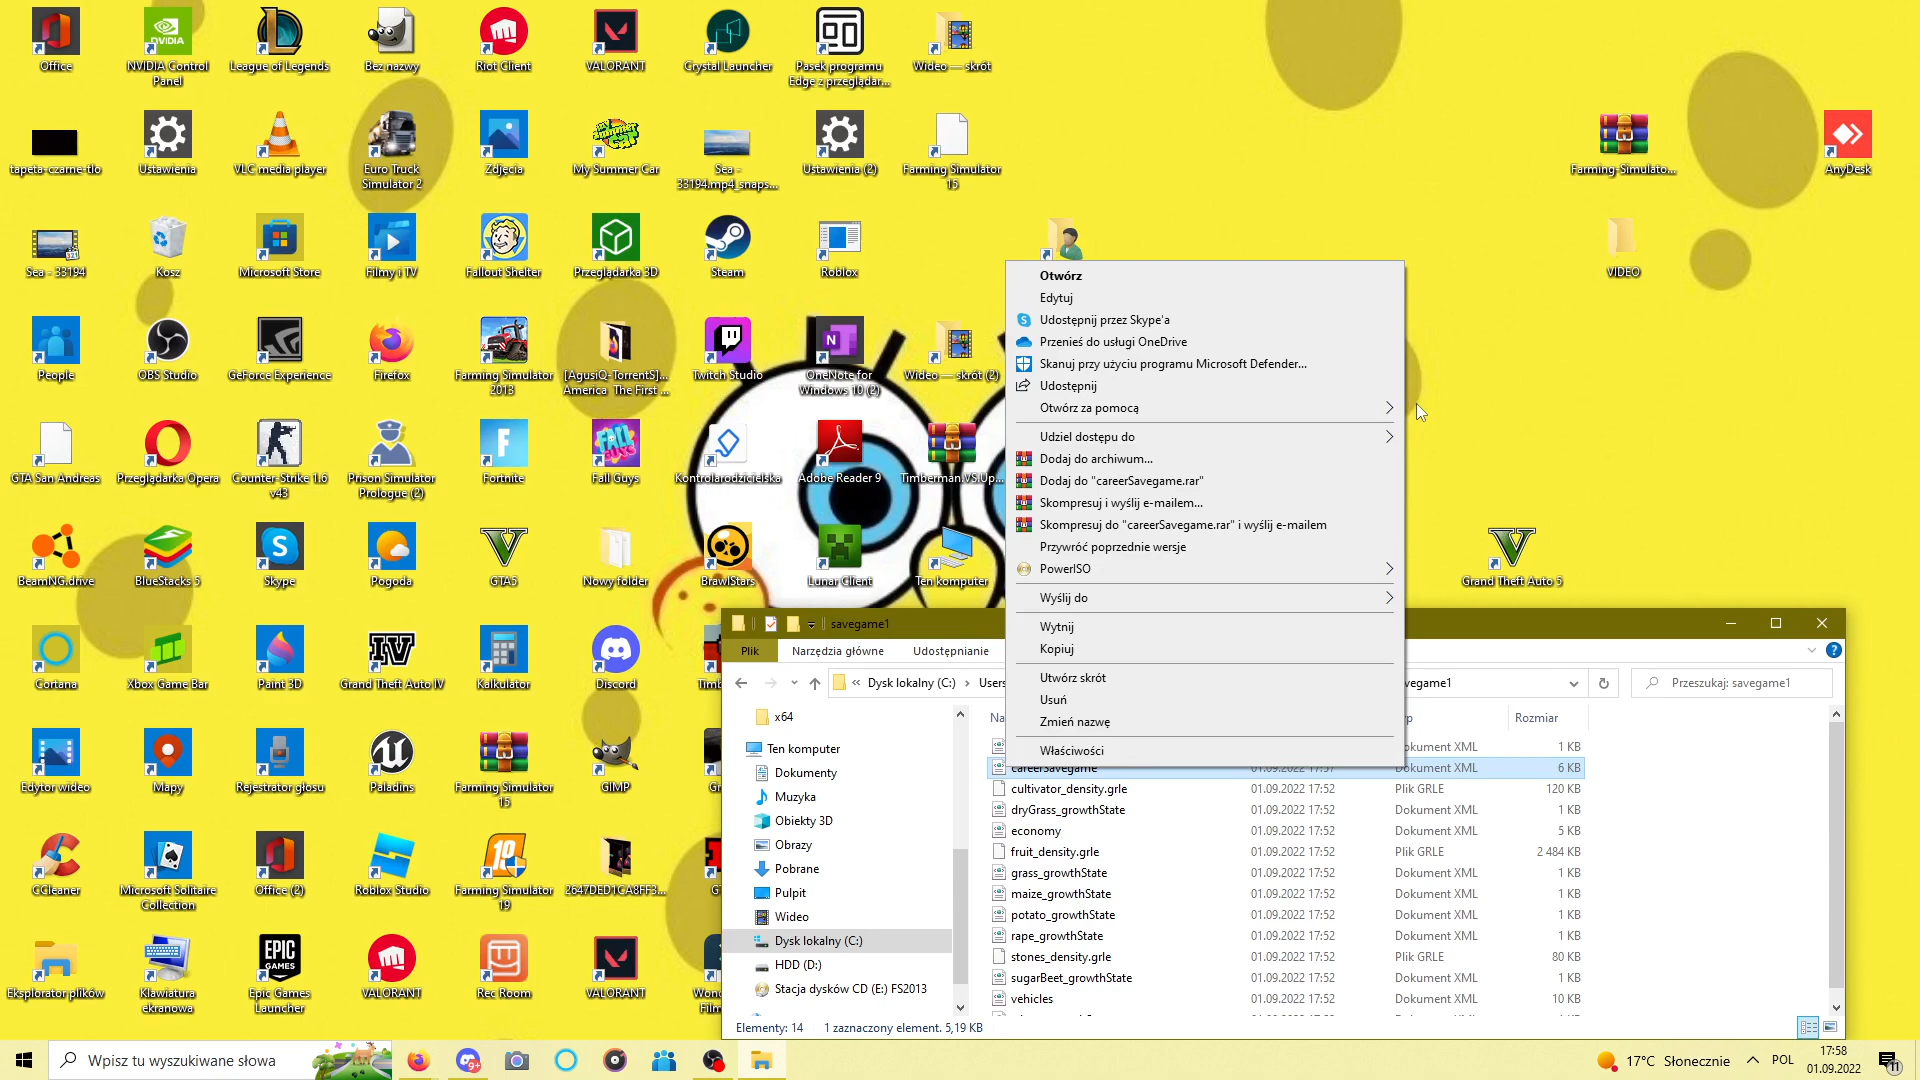 Office
NVIDIA Control
Panel
League of Legends
Bez nazwy
Riot Client
VALORANT
Crystal Launcher
Pasek programu
Edge z przeglądar...
Wideo — skrót
tapeta-czarne-tlo
Ustawienia
VLC media player
Euro Truck
Simulator 2
Zdjęcia
My Summer Car
Sea -
33194.mp4_snaps...
Ustawienia (2)
Farming Simulator
15
Farming-Simulato...
AnyDesk
Sea - 33194
Kosz
Microsoft Store
Filmy i TV
Fallout Shelter
Przeglądarka 3D
Steam
Roblox
VIDEO
People
OBS Studio
GeForce Experience
Firefox
Farming Simulator
2013
[AgusiQ-TorrentS]...
America The First ...
Twitch Studio
OneNote for
Windows 10 (2)
Wideo — skrót (2)
GTA San Andreas
Przeglądarka Opera
Counter-Strike 1.6
v43
Prison Simulator
Prologue (2)
Fortnite
Fall Guys
Kontrolarodzicielska
Adobe Reader 9
Timberman.VS.Up...
BeamNG.drive
BlueStacks 5
Skype
Pogoda
GTA5
Nowy folder
BrawlStars
Lunar Client
Ten komputer
Grand Theft Auto 5
Cortana
Xbox Game Bar
Paint 3D
Grand Theft Auto IV
Kalkulator
Discord
Edytor wideo
Mapy
Rejestrator głosu
Paladins
Farming Simulator
15
GIMP
CCleaner
Microsoft Solitaire
Collection
Office (2)
Roblox Studio
Farming Simulator
19
2647DED1CA8FF3...
Eksplorator plików
Klawiatura
ekranowa
Epic Games
Launcher
VALORANT
Rec Room
VALORANT
Otwórz
Edytuj
Udostępnij przez Skype'a
Przenieś do usługi OneDrive
Skanuj przy użyciu programu Microsoft Defender...
Udostępnij
Otwórz za pomocą
Udziel dostępu do
Dodaj do archiwum...
Dodaj do "careerSavegame.rar"
Skompresuj i wyślij e-mailem...
Skompresuj do "careerSavegame.rar" i wyślij e-mailem
Przywróć poprzednie wersje
PowerISO
Wyślij do
Wytnij
Kopiuj
Utwórz skrót
Usuń
Zmień nazwę
Właściwości
savegame1
Plik
Narzędzia główne
Udostępnianie
« Dysk lokalny (C:) › Users
vegame1
Przeszukaj: savegame1
x64
Ten komputer
Dokumenty
Muzyka
Obiekty 3D
Obrazy
Pobrane
Pulpit
Wideo
Dysk lokalny (C:)
HDD (D:)
Stacja dysków CD (E:) FS2013
Rozmiar
Dokument XML 1 KB
careerSavegame 01.09.2022 17:57 Dokument XML 6 KB
cultivator_density.grle 01.09.2022 17:52 Plik GRLE 120 KB
dryGrass_growthState 01.09.2022 17:52 Dokument XML 1 KB
economy 01.09.2022 17:52 Dokument XML 5 KB
fruit_density.grle 01.09.2022 17:52 Plik GRLE 2 484 KB
grass_growthState 01.09.2022 17:52 Dokument XML 1 KB
maize_growthState 01.09.2022 17:52 Dokument XML 1 KB
potato_growthState 01.09.2022 17:52 Dokument XML 1 KB
rape_growthState 01.09.2022 17:52 Dokument XML 1 KB
stones_density.grle 01.09.2022 17:52 Plik GRLE 80 KB
sugarBeet_growthState 01.09.2022 17:52 Dokument XML 1 KB
vehicles 01.09.2022 17:52 Dokument XML 10 KB
Elementy: 14 1 zaznaczony element. 5,19 KB
Wpisz tu wyszukiwane słowa
17°C Słonecznie
POL
17:58
01.09.2022
11